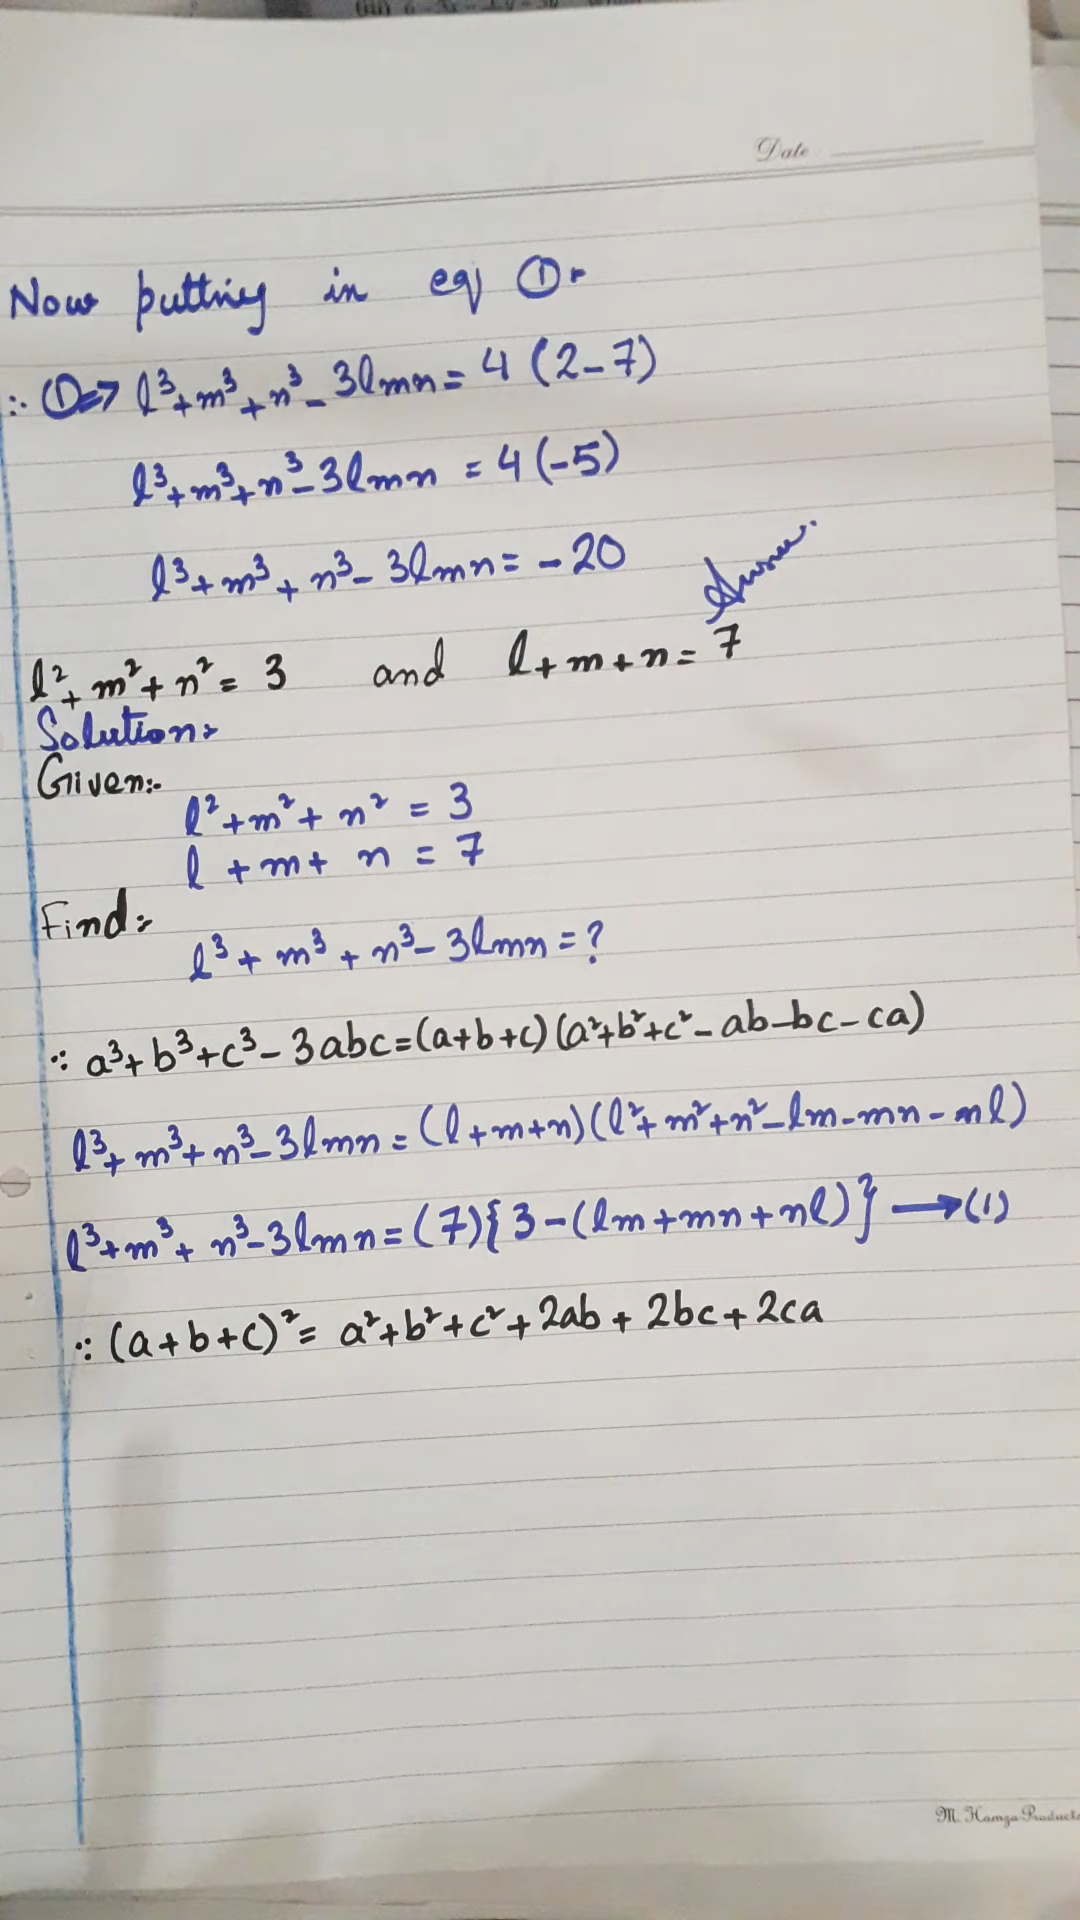 Date
Now putting in eq ①:-
∴ ①=> l³+m³+n³-3lmn=4(2-7)
l³+m³+n³-3lmn=4(-5)
l³+m³+n³-3lmn=-20
Answer.
l²+m²+n²=3 and l+m+n=7
Solution:-
Given:-
l²+m²+n²=3
l+m+n=7
Find:-
l³+m³+n³-3lmn=?
∵ a³+b³+c³-3abc=(a+b+c)(a²+b²+c²-ab-bc-ca)
l³+m³+n³-3lmn=(l+m+n)(l²+m²+n²-lm-mn-nl)
l³+m³+n³-3lmn=(7){3-(lm+mn+nl)}→(1)
∵ (a+b+c)²=a²+b²+c²+2ab+2bc+2ca
M. Hamza Products